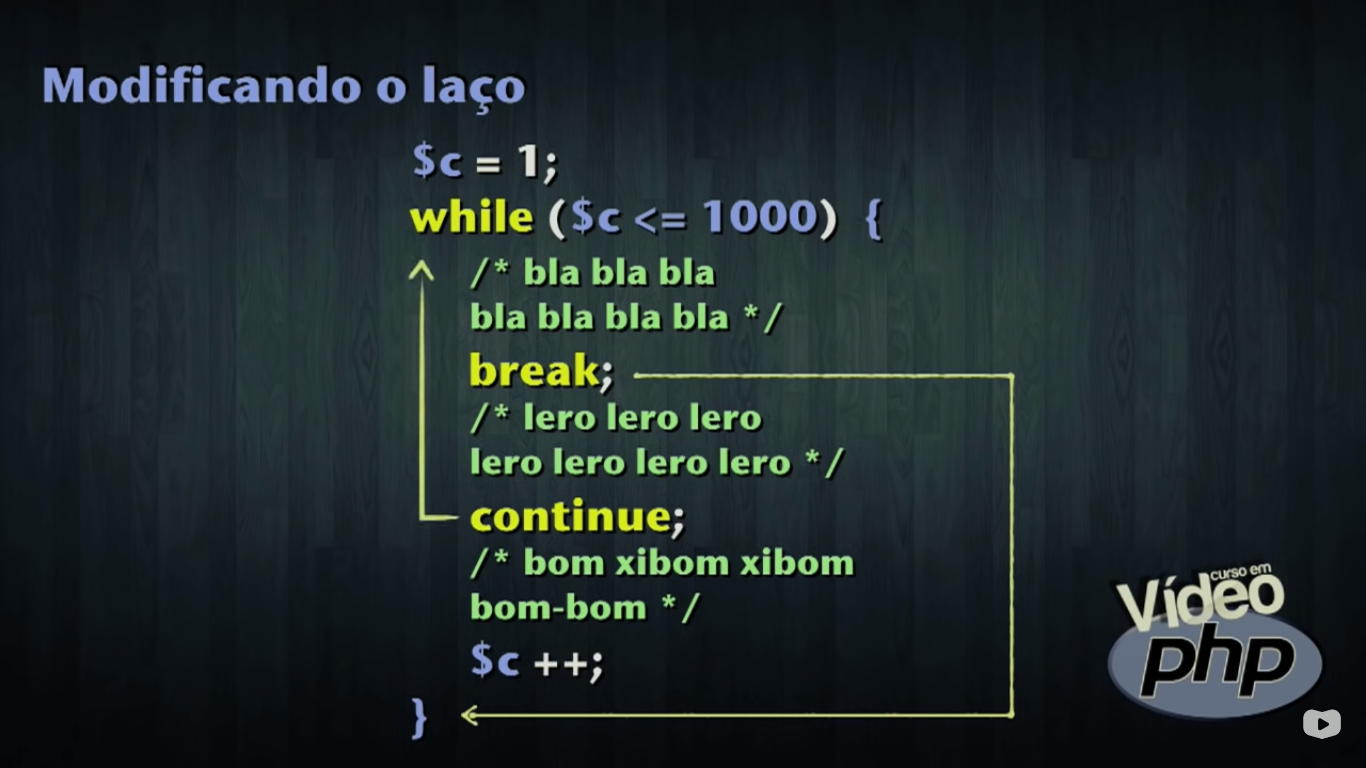 Modificando o laço
$c = 1;
while ($c <= 1000) {
/* bla bla bla
bla bla bla bla */
break;
/* lero lero lero
lero lero lero lero */
continue;
/* bom xibom xibom
bom-bom */
$c ++;
}
curso em
Vídeo
php